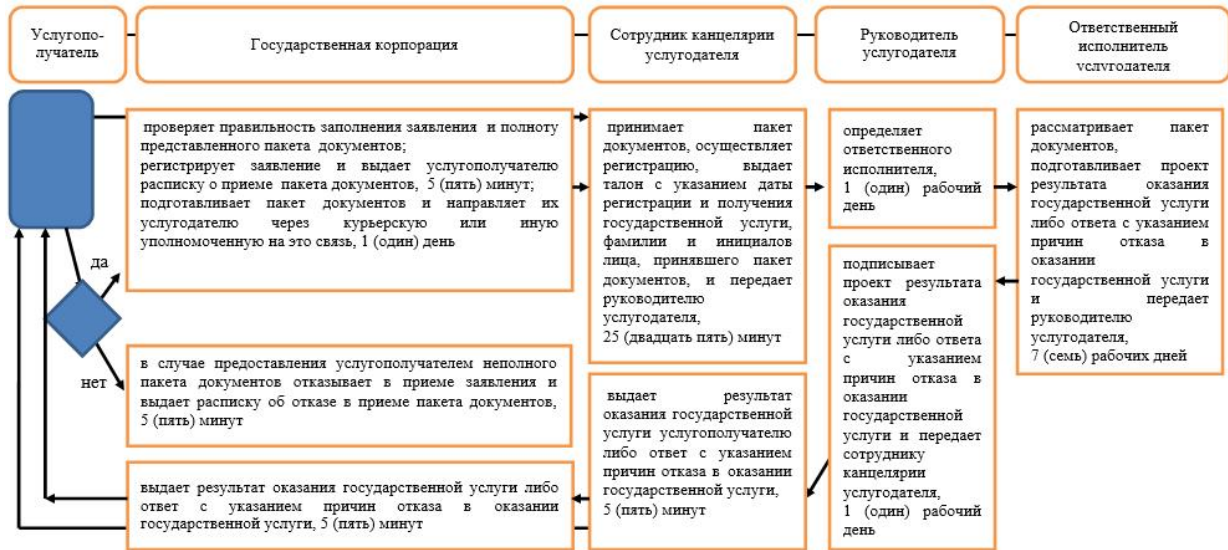 Услугопо-
лучатель
Государственная корпорация
Сотрудник канцелярии
услугодателя
Руководитель
услугодателя
Ответственный
исполнитель
услугодателя
проверяет правильность заполнения заявления и полноту
представленного пакета документов;
регистрирует заявление и выдает услугополучателю
расписку о приеме пакета документов, 5 (пять) минут;
подготавливает пакет документов и направляет их
услугодателю через курьерскую или иную
уполномоченную на это связь, 1 (один) день
принимает пакет
документов, осуществляет
регистрацию, выдает
талон с указанием даты
регистрации и получения
государственной услуги,
фамилии и инициалов
лица, принявшего пакет
документов, и передает
руководителю
услугодателя,
25 (двадцать пять) минут
определяет
ответственного
исполнителя,
1 (один) рабочий
день
рассматривает пакет
документов,
подготавливает проект
результата оказания
государственной услуги
либо ответа с указанием
причин отказа в
оказании
государственной услуги
и передает
руководителю
услугодателя,
7 (семь) рабочих дней
да
нет
в случае предоставления услугополучателем неполного
пакета документов отказывает в приеме заявления и
выдает расписку об отказе в приеме пакета документов,
5 (пять) минут
подписывает
проект результата
оказания
государственной
услуги либо ответа
с указанием
причин отказа в
оказании
государственной
услуги и передает
сотруднику
канцелярии
услугодателя,
1 (один) рабочий
день
выдает результат
оказания государственной
услуги услугополучателю
либо ответ с указанием
причин отказа в оказании
государственной услуги,
5 (пять) минут
выдает результат оказания государственной услуги либо
ответ с указанием причин отказа в оказании
государственной услуги, 5 (пять) минут